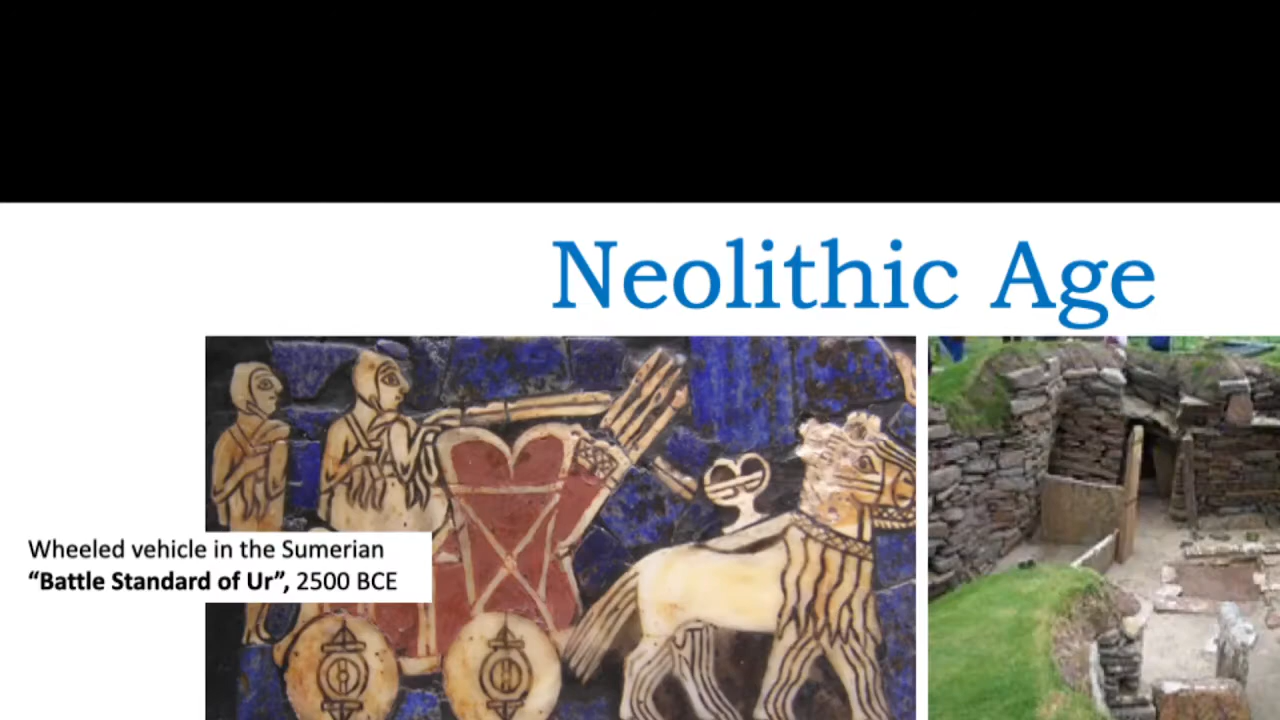 Neolithic Age
Wheeled vehicle in the Sumerian
“Battle Standard of Ur”, 2500 BCE